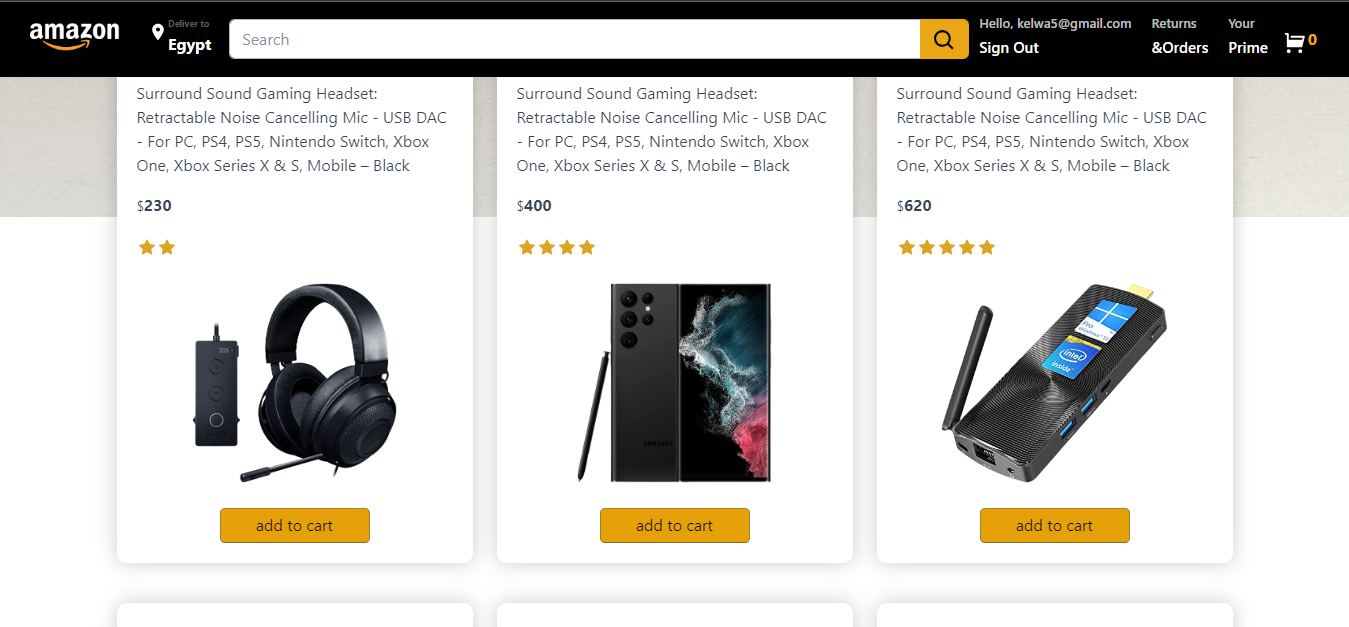 amazon
Deliver to
Egypt
Search
Hello, kelwa5@gmail.com
Sign Out
Returns
&Orders
Your
Prime
0
Surround Sound Gaming Headset:
Retractable Noise Cancelling Mic - USB DAC
- For PC, PS4, PS5, Nintendo Switch, Xbox
One, Xbox Series X & S, Mobile – Black
$230
Surround Sound Gaming Headset:
Retractable Noise Cancelling Mic - USB DAC
- For PC, PS4, PS5, Nintendo Switch, Xbox
One, Xbox Series X & S, Mobile – Black
$400
Surround Sound Gaming Headset:
Retractable Noise Cancelling Mic - USB DAC
- For PC, PS4, PS5, Nintendo Switch, Xbox
One, Xbox Series X & S, Mobile – Black
$620
SAMSUNG
Pro
intel
inside
add to cart
add to cart
add to cart